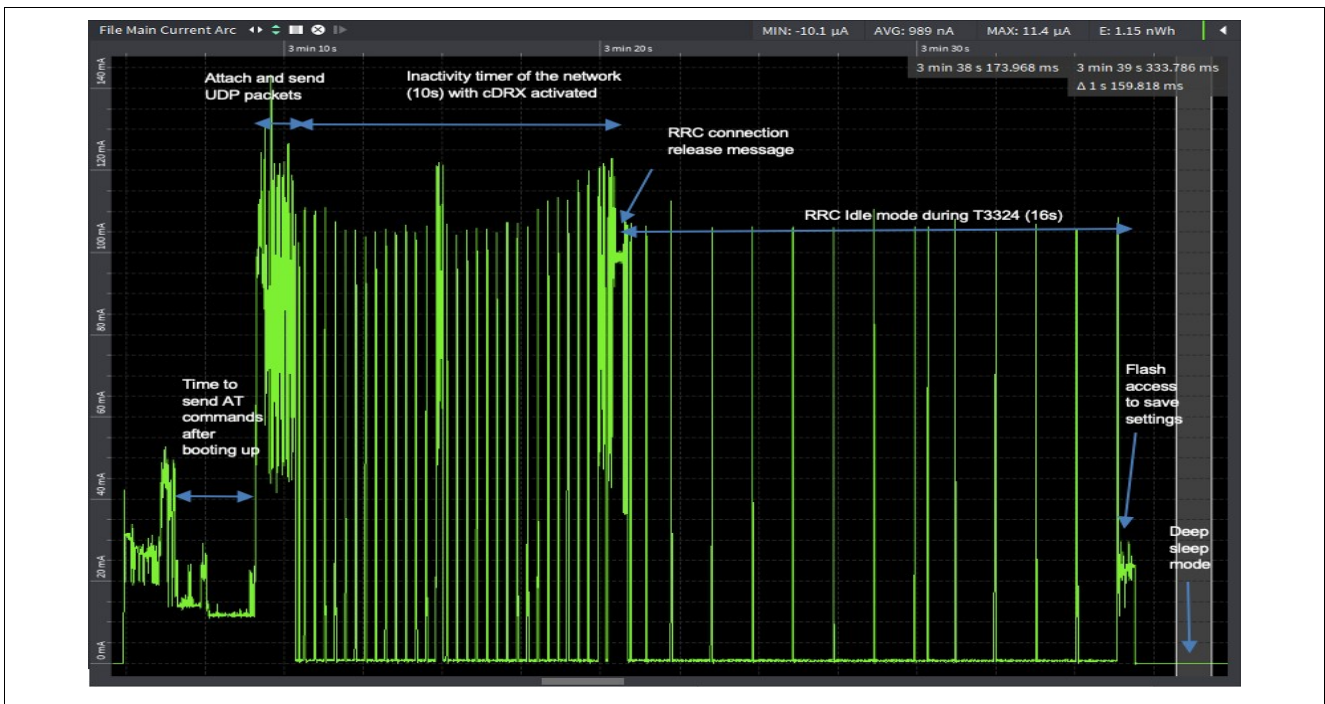 File Main Current Arc
MIN: -10.1 µA AVG: 989 nA MAX: 11.4 µA E: 1.15 nWh
3 min 10 s
3 min 20 s
3 min 30 s
3 min 38 s 173.968 ms 3 min 39 s 333.786 ms
Δ 1 s 159.818 ms
Attach and send
UDP packets
Inactivity timer of the network
(10s) with cDRX activated
RRC connection
release message
RRC Idle mode during T3324 (16s)
Time to
send AT
commands
after
booting up
Flash
access
to save
settings
Deep
sleep
mode
140 mA
120 mA
100 mA
80 mA
60 mA
40 mA
20 mA
0 mA